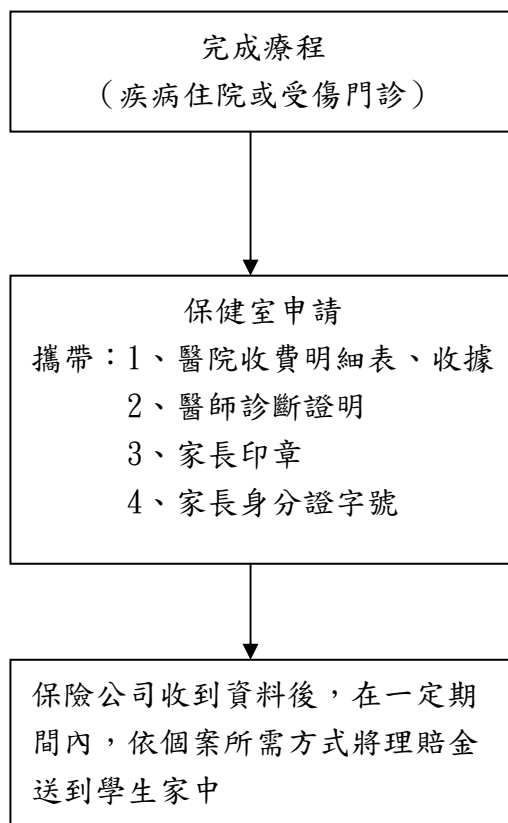 完成療程
（疾病住院或受傷門診）
保健室申請
攜帶：1、醫院收費明細表、收據
2、醫師診斷證明
3、家長印章
4、家長身分證字號
保險公司收到資料後，在一定期
間內，依個案所需方式將理賠金
送到學生家中